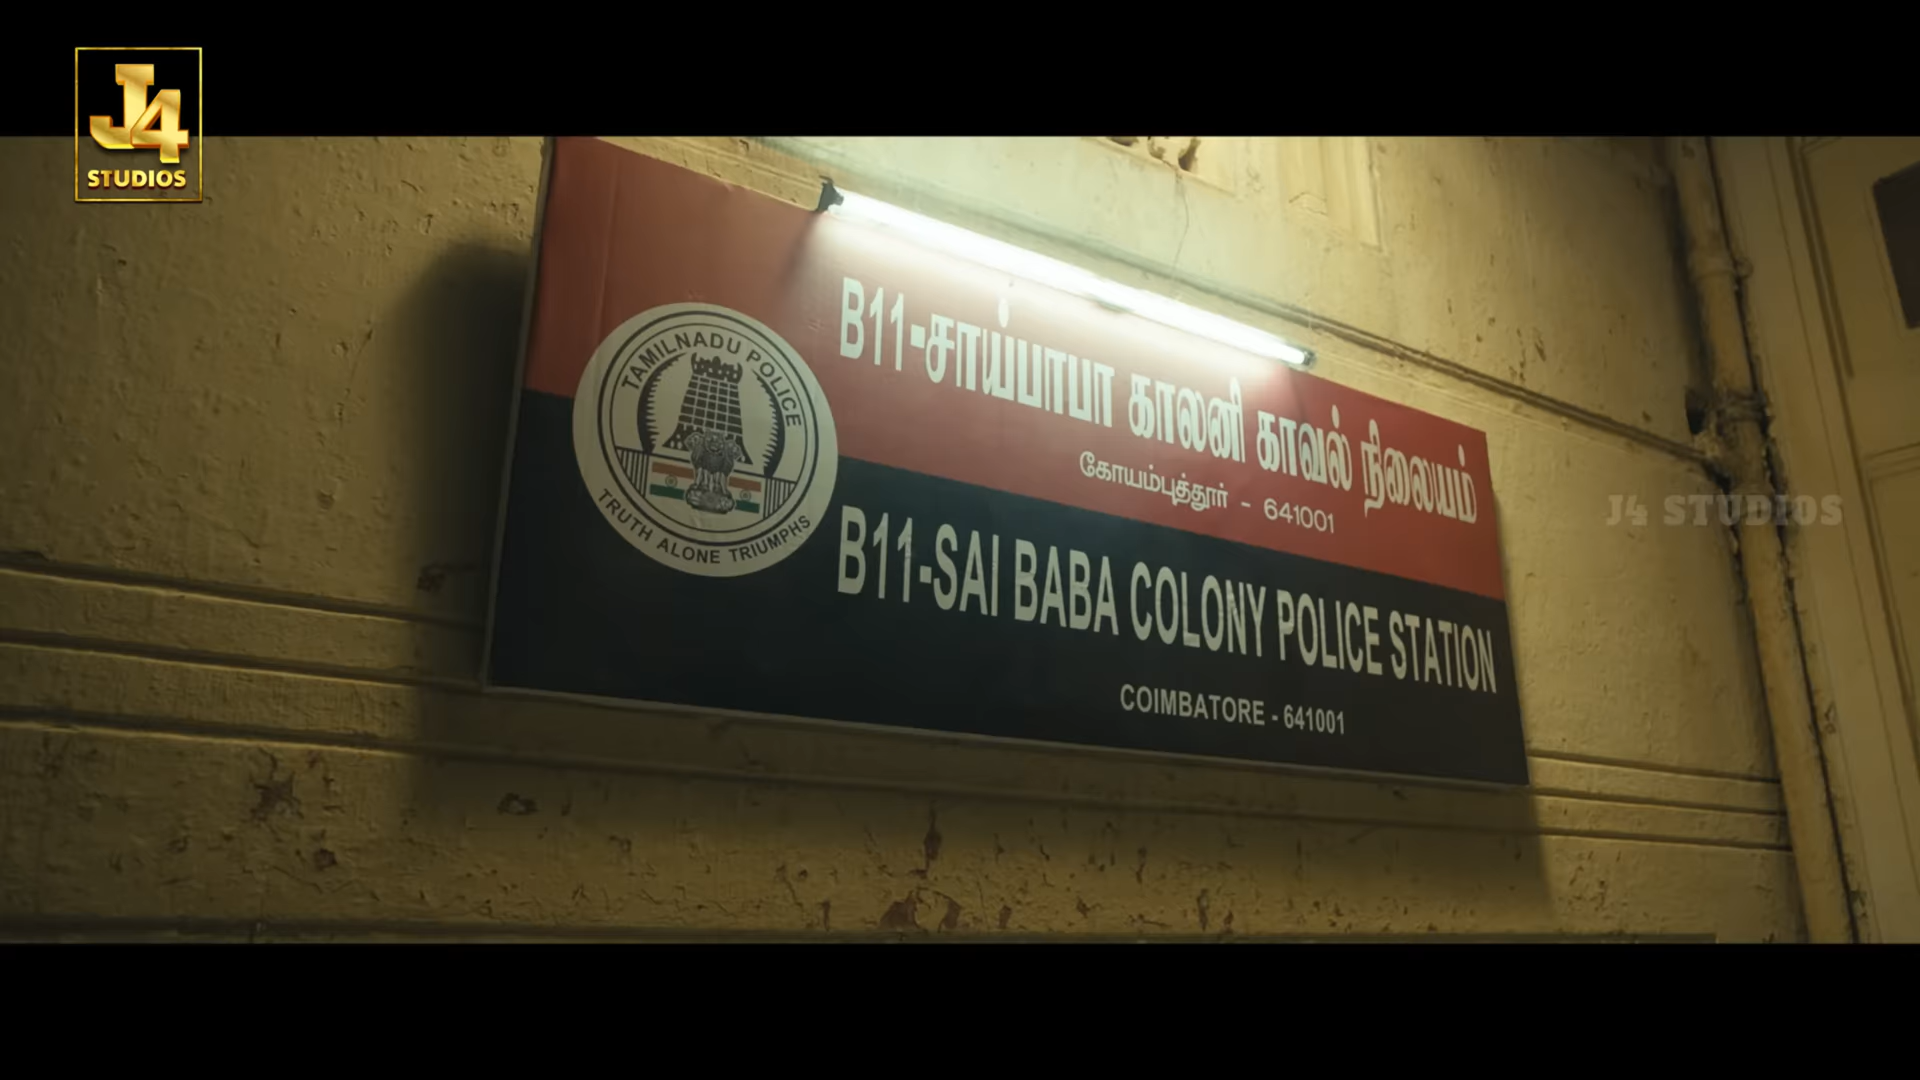 J4
STUDIOS
B11-சாய்பாபா காலனி காவல் நிலையம்
கோயம்புத்தூர் - 641001
TAMILNADU POLICE
TRUTH ALONE TRIUMPHS
B11-SAI BABA COLONY POLICE STATION
COIMBATORE - 641001
J4 STUDIOS